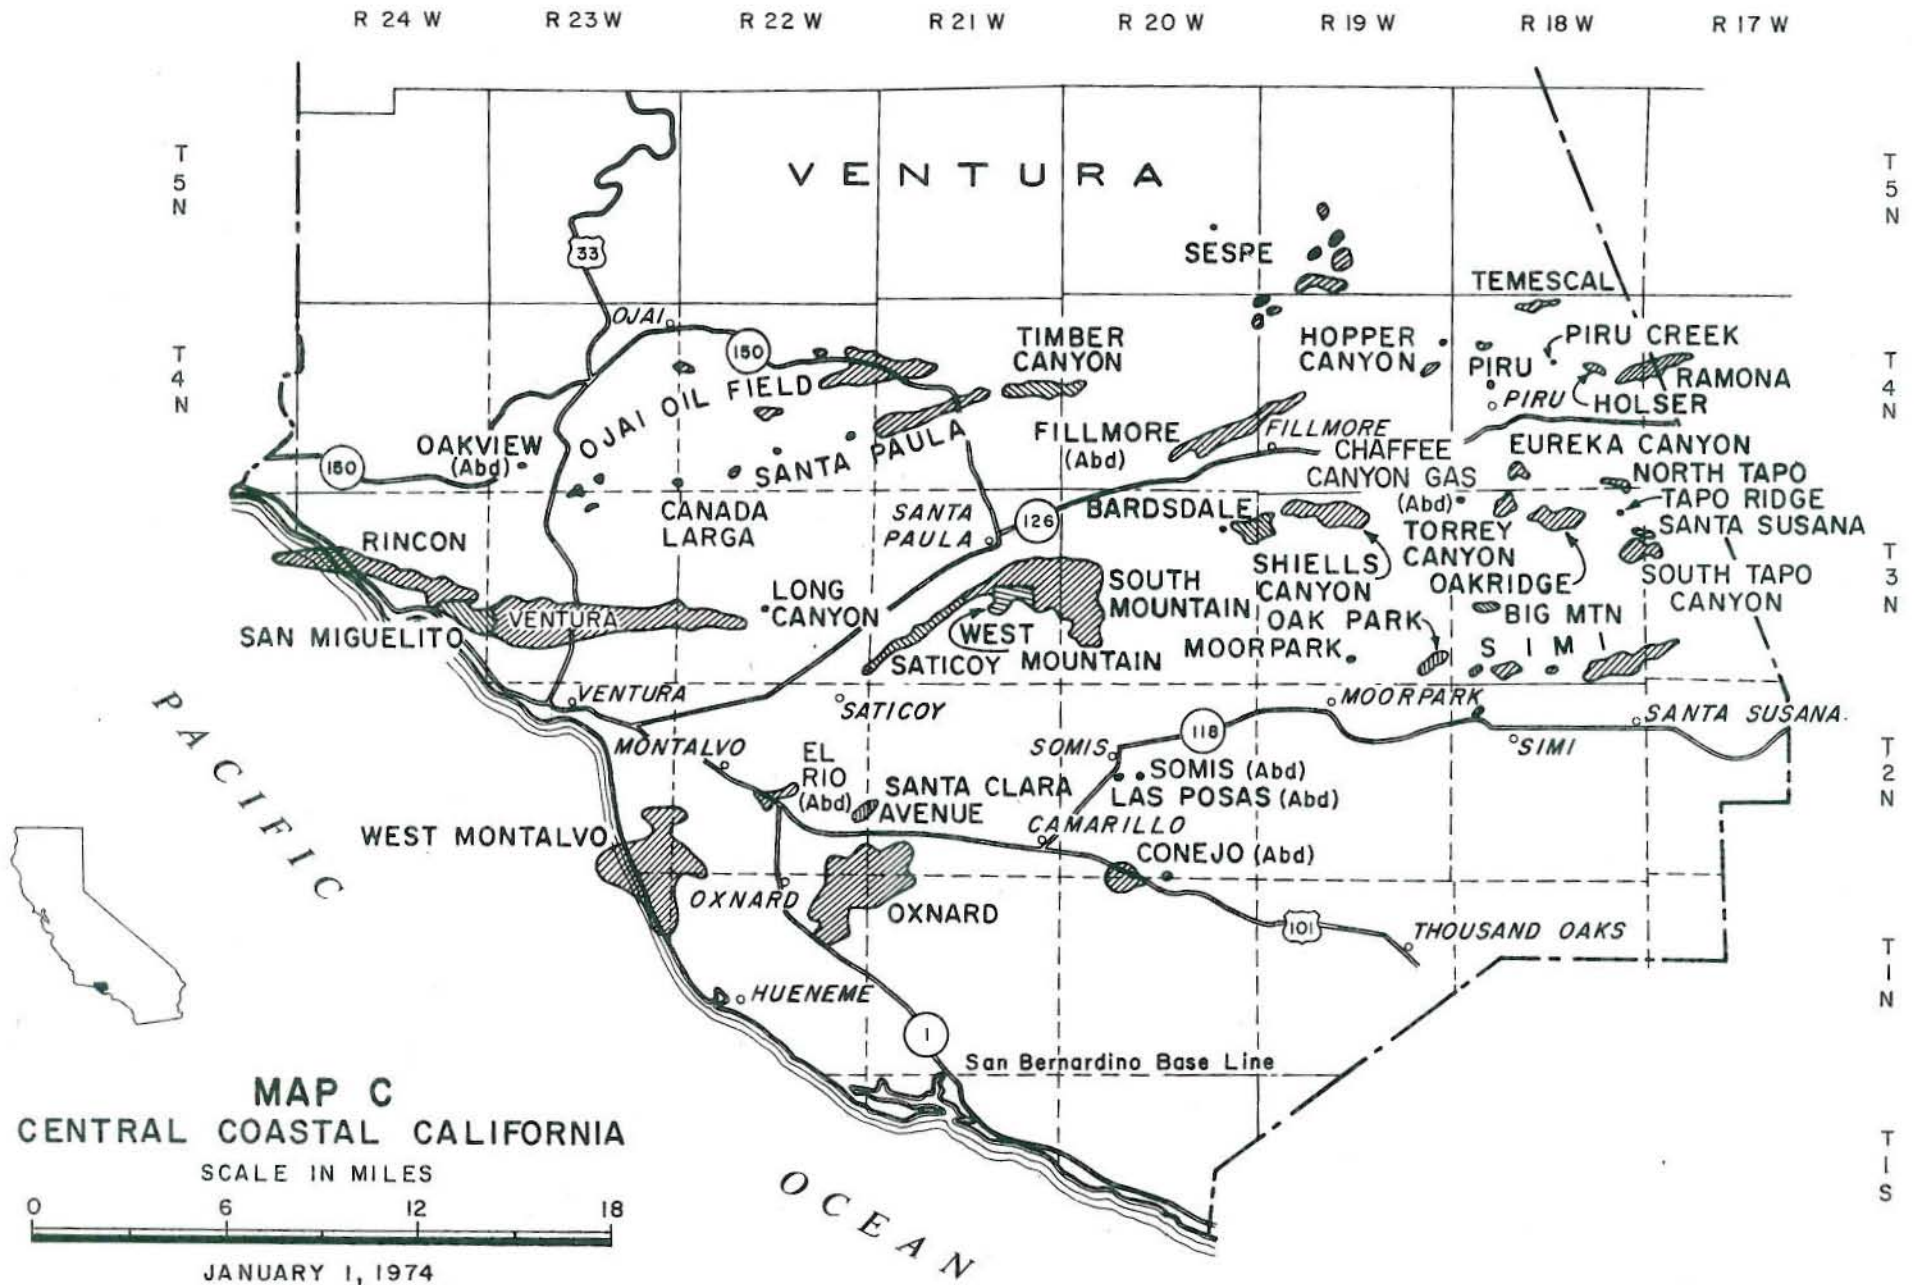 R 24 W R 23 W R 22 W R 21 W R 20 W R 19 W R 18 W R 17 W
T
5
N
VENTURA
T
5
N
33
SESPE
TEMESCAL
OJAI
150
TIMBER
CANYON
HOPPER
CANYON
PIRU CREEK
PIRU
RAMONA
T
4
N
T
4
N
OJAI OIL FIELD
PIRU
HOLSER
OAKVIEW
(Abd)
150
SANTA PAULA
FILLMORE
(Abd)
FILLMORE
CHAFFEE
CANYON GAS
(Abd)
EUREKA CANYON
NORTH TAPO
TAPO RIDGE
SANTA SUSANA
CANADA
LARGA
SANTA
PAULA
126
BARDSDALE
TORREY
CANYON
RINCON
SHIELLS
CANYON
OAKRIDGE
SOUTH TAPO
CANYON
T
3
N
LONG
CANYON
SOUTH
MOUNTAIN
OAK PARK
BIG MTN
VENTURA
SAN MIGUELITO
WEST
MOUNTAIN
SATICOY
MOORPARK
SIMI
VENTURA
SATICOY
MOORPARK
SANTA SUSANA.
118
SIMI
MONTALVO
SOMIS
EL
RIO
(Abd)
SANTA CLARA
AVENUE
SOMIS (Abd)
LAS POSAS (Abd)
T
2
N
WEST MONTALVO
CAMARILLO
CONEJO (Abd)
OXNARD
OXNARD
101
THOUSAND OAKS
T
1
N
HUENEME
1
San Bernardino Base Line
T
1
S
PACIFIC
OCEAN
MAP C
CENTRAL COASTAL CALIFORNIA
SCALE IN MILES
0 6 12 18
JANUARY 1, 1974